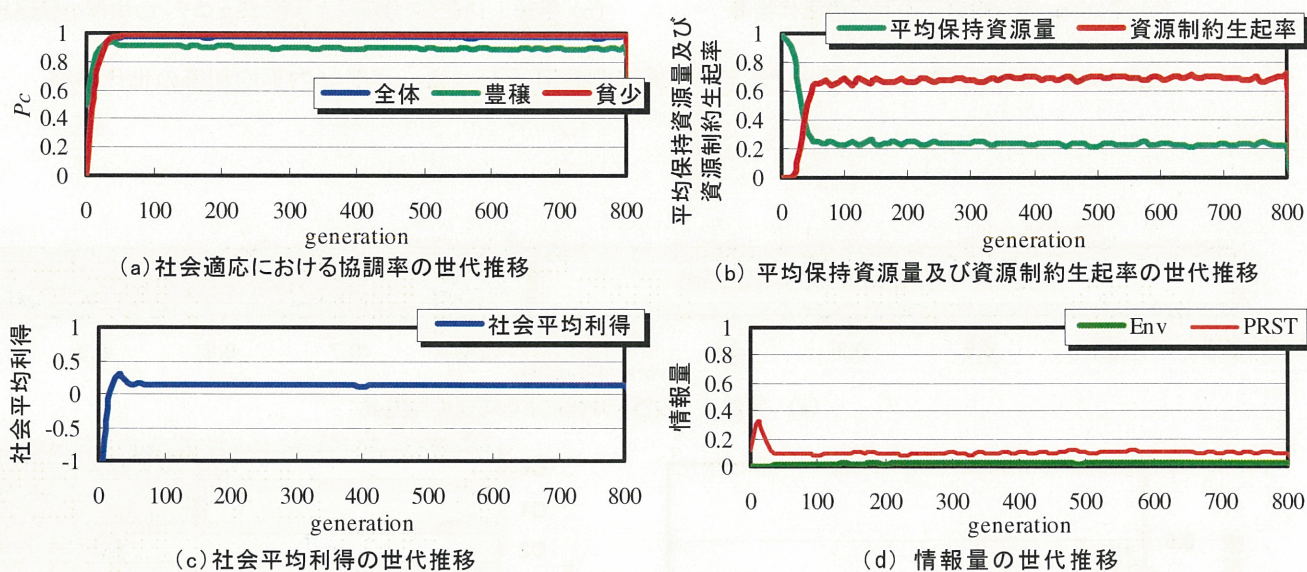 1
0.8
0.6
0.4
0.2
0
Pc
全体 豊穣 貧少
0 100 200 300 400 500 600 700 800
generation
(a)社会適応における協調率の世代推移
平均保持資源量及び
資源制約生起率
平均保持資源量 資源制約生起率
1
0.8
0.6
0.4
0.2
0
0 100 200 300 400 500 600 700 800
generation
(b) 平均保持資源量及び資源制約生起率の世代推移
社会平均利得
社会平均利得
1
0.5
0
-0.5
-1
0 100 200 300 400 500 600 700 800
generation
(c)社会平均利得の世代推移
情報量
Env PRST
1
0.8
0.6
0.4
0.2
0
0 100 200 300 400 500 600 700 800
generation
(d) 情報量の世代推移